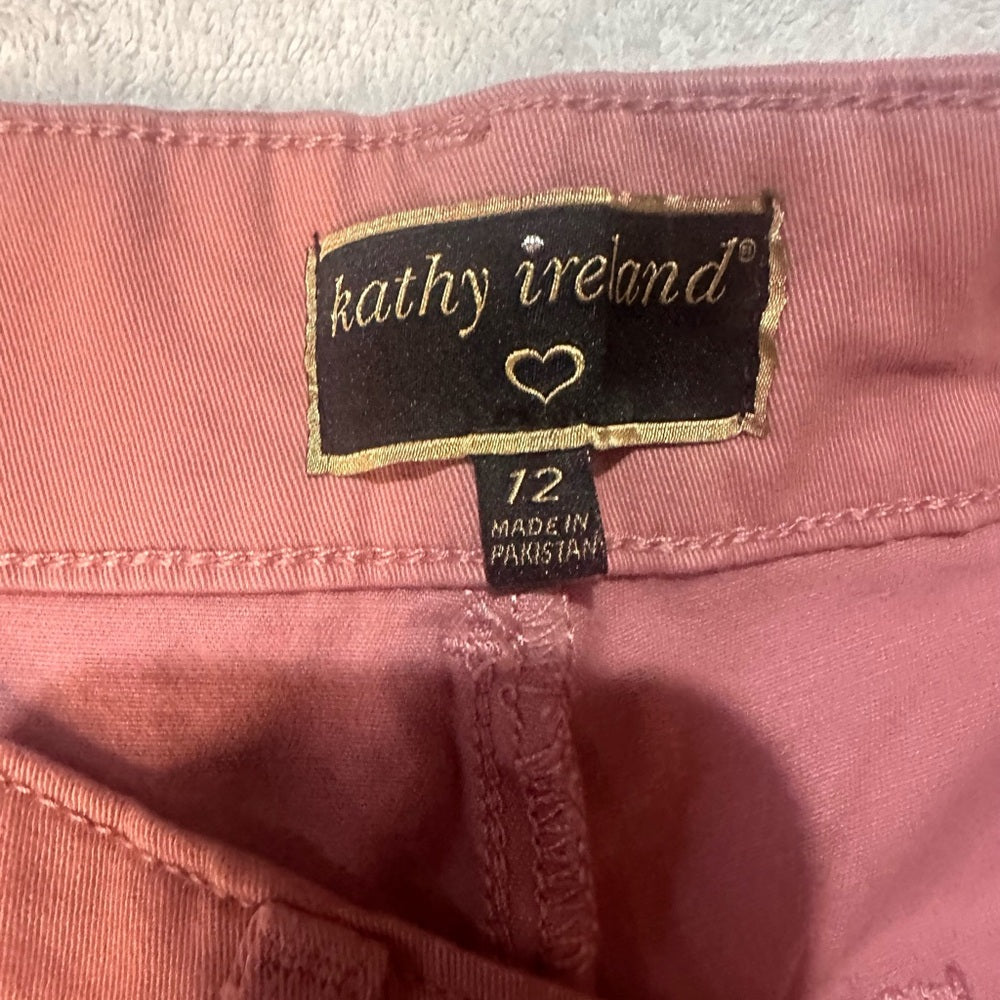 kathy ireland®
12
MADE IN
PAKISTAN